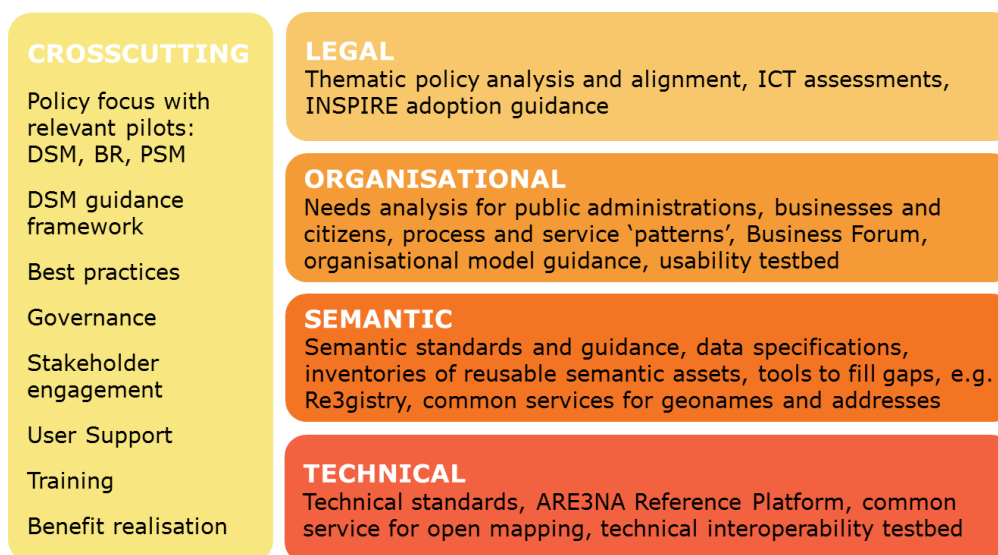 CROSSCUTTING
Policy focus with
relevant pilots:
DSM, BR, PSM
DSM guidance
framework
Best practices
Governance
Stakeholder
engagement
User Support
Training
Benefit realisation
LEGAL
Thematic policy analysis and alignment, ICT assessments,
INSPIRE adoption guidance
ORGANISATIONAL
Needs analysis for public administrations, businesses and
citizens, process and service ‘patterns’, Business Forum,
organisational model guidance, usability testbed
SEMANTIC
Semantic standards and guidance, data specifications,
inventories of reusable semantic assets, tools to fill gaps, e.g.
Re3gistry, common services for geonames and addresses
TECHNICAL
Technical standards, ARE3NA Reference Platform, common
service for open mapping, technical interoperability testbed